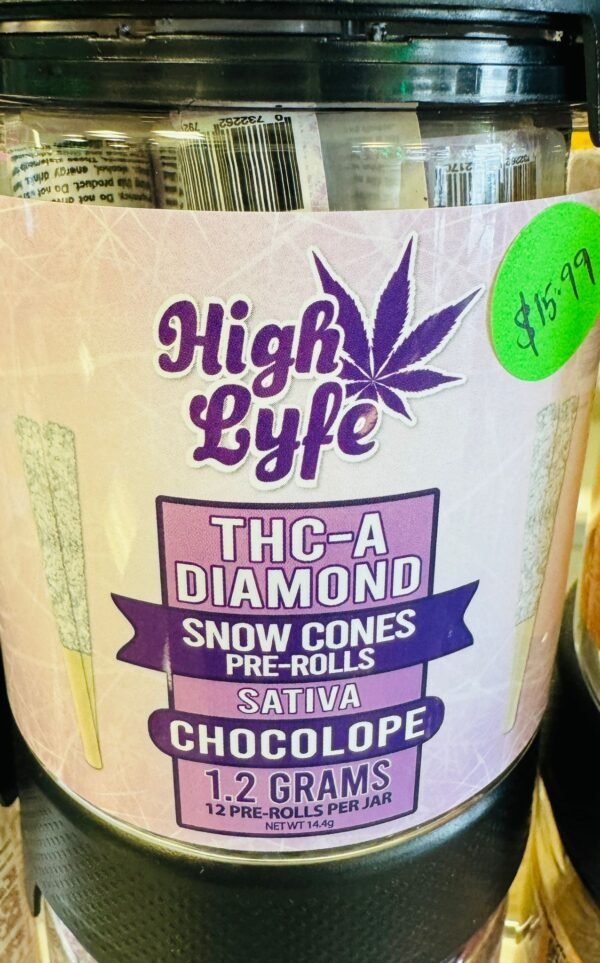 732262
High
Lyfe
$15.99
THC-A
DIAMOND
SNOW CONES
PRE-ROLLS
SATIVA
CHOCOLOPE
1.2 GRAMS
12 PRE-ROLLS PER JAR
NET WT 14.4g